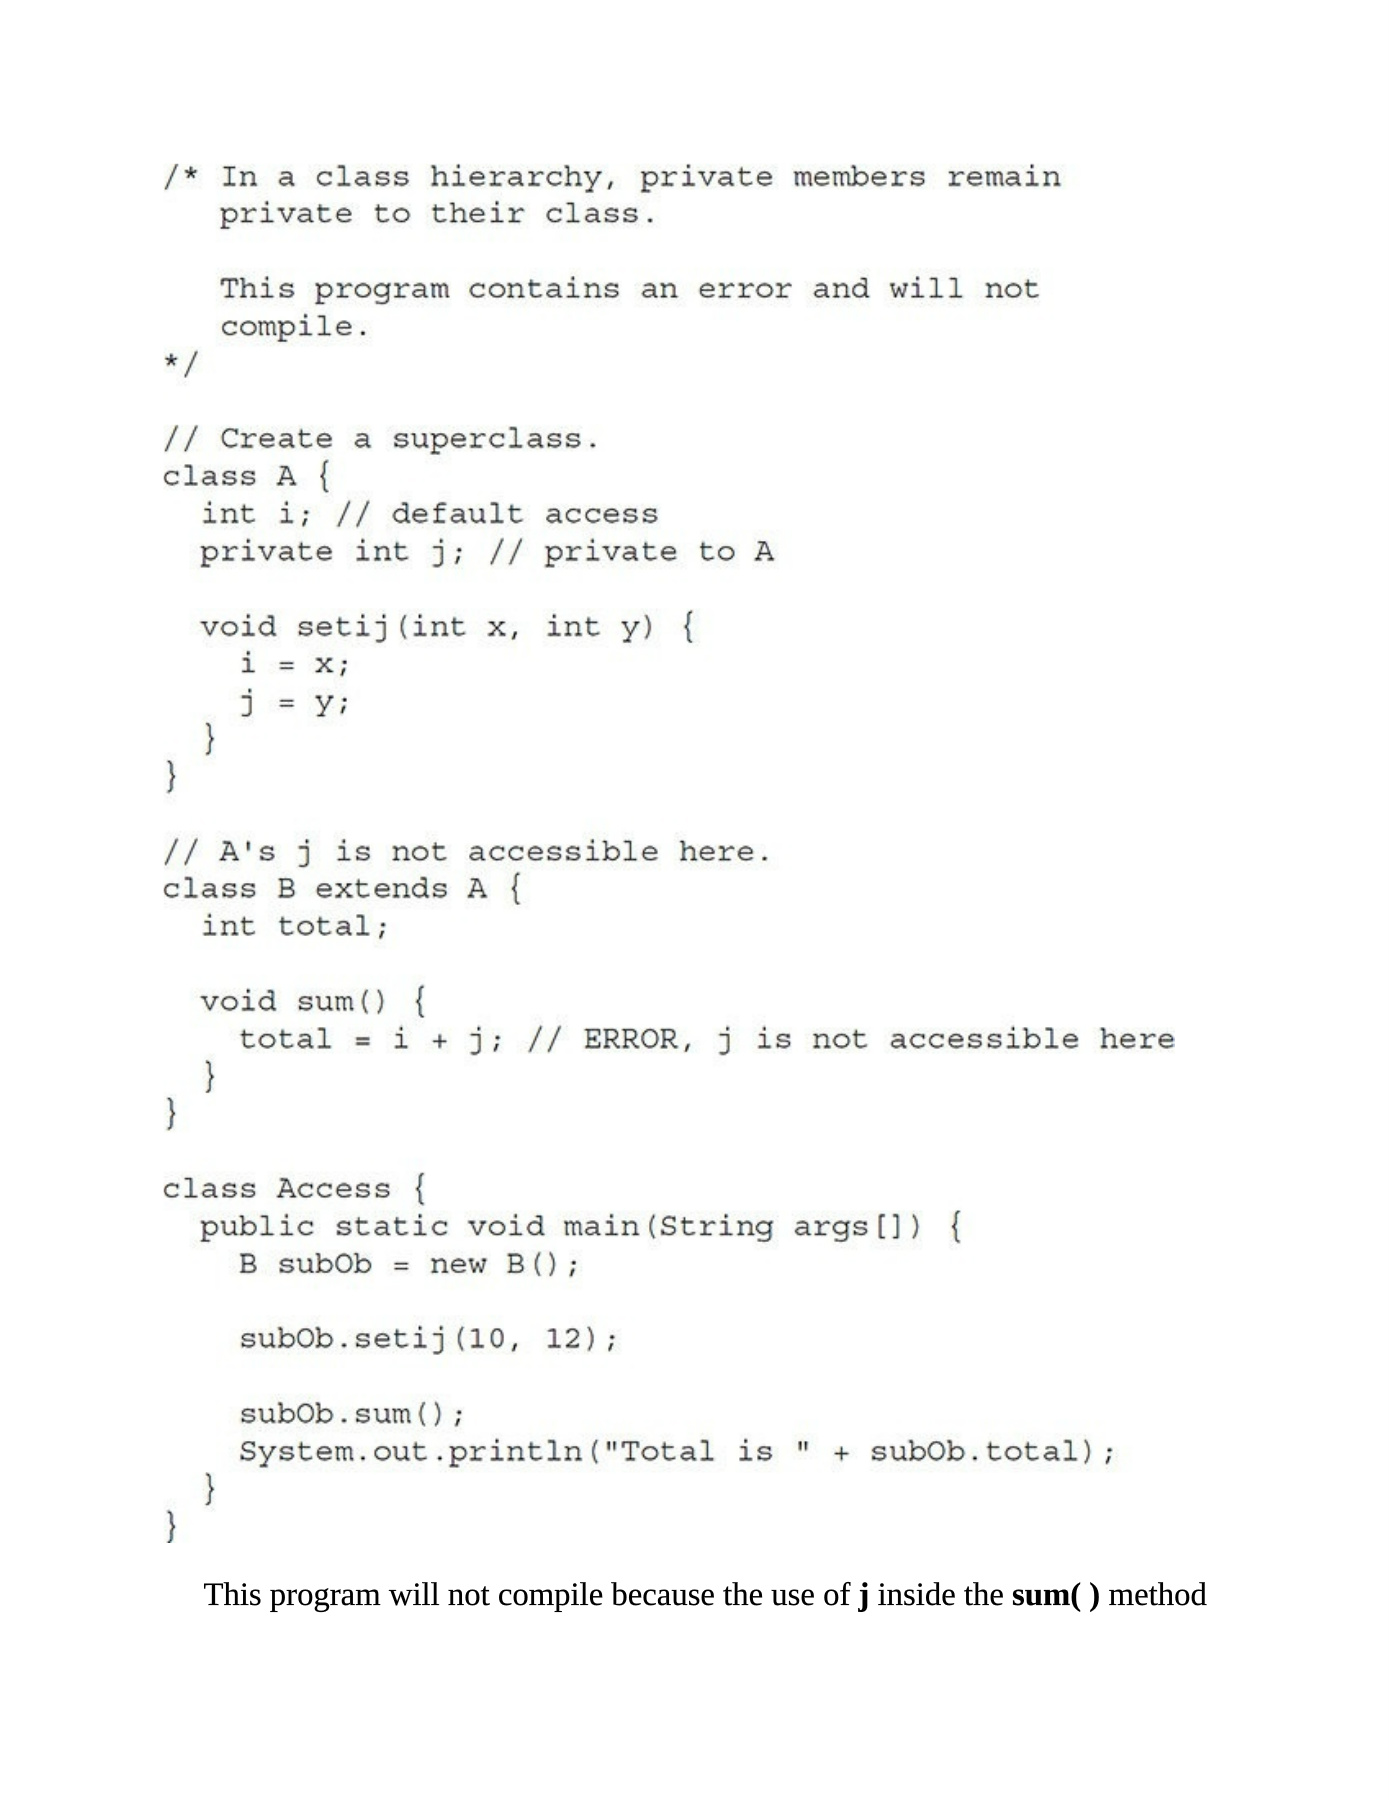 /* In a class hierarchy, private members remain
   private to their class.

   This program contains an error and will not
   compile.
*/

// Create a superclass.
class A {
  int i; // default access
  private int j; // private to A

  void setij(int x, int y) {
    i = x;
    j = y;
  }
}

// A's j is not accessible here.
class B extends A {
  int total;

  void sum() {
    total = i + j; // ERROR, j is not accessible here
  }
}

class Access {
  public static void main(String args[]) {
    B subOb = new B();

    subOb.setij(10, 12);

    subOb.sum();
    System.out.println("Total is " + subOb.total);
  }
}
This program will not compile because the use of j inside the sum( ) method